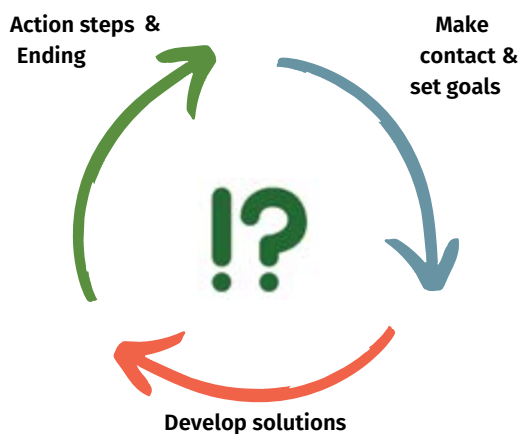 Action steps &
Ending
Make
contact &
set goals
!?
Develop solutions